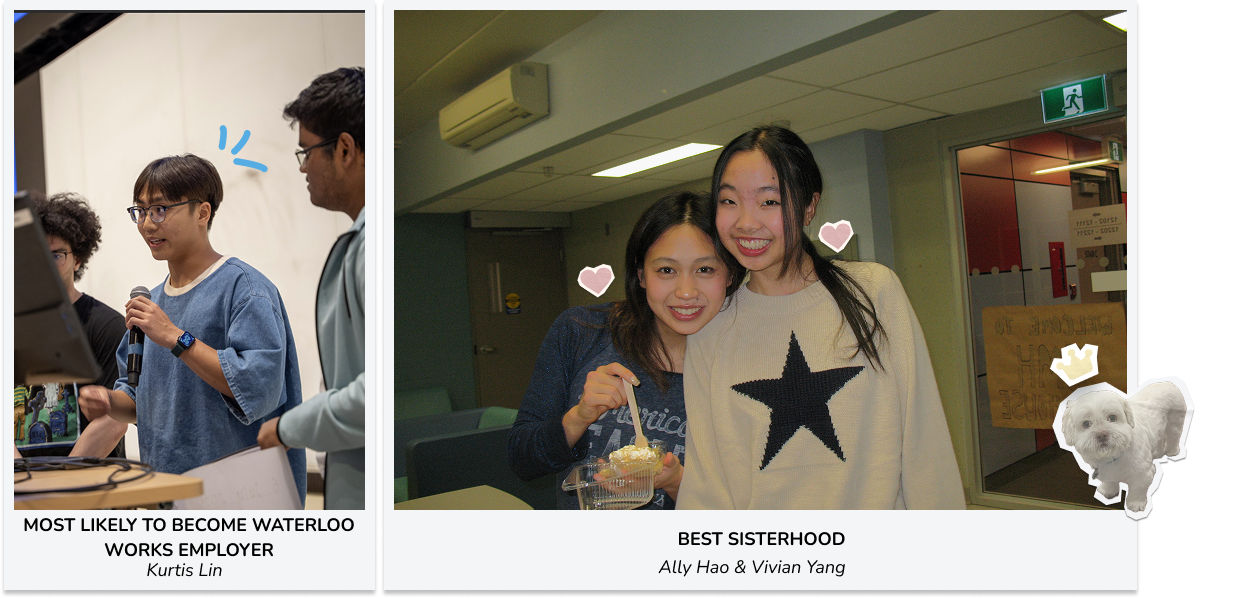 MOST LIKELY TO BECOME WATERLOO
WORKS EMPLOYER
Kurtis Lin
BEST SISTERHOOD
Ally Hao & Vivian Yang